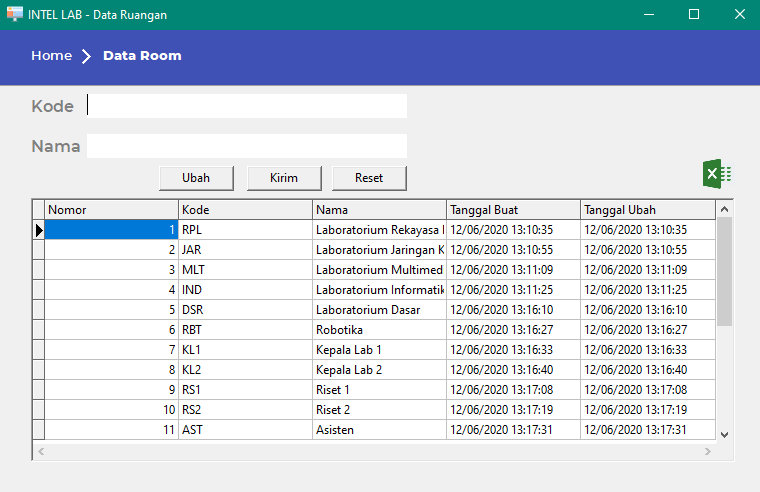 INTEL LAB - Data Ruangan
Home Data Room
Kode
Nama
Ubah Kirim Reset
Nomor Kode Nama Tanggal Buat Tanggal Ubah
1 RPL Laboratorium Rekayasa 12/06/2020 13:10:35 12/06/2020 13:10:35
2 JAR Laboratorium Jaringan K 12/06/2020 13:10:55 12/06/2020 13:10:55
3 MLT Laboratorium Multimed 12/06/2020 13:11:09 12/06/2020 13:11:09
4 IND Laboratorium Informatik 12/06/2020 13:11:25 12/06/2020 13:11:25
5 DSR Laboratorium Dasar 12/06/2020 13:16:10 12/06/2020 13:16:10
6 RBT Robotika 12/06/2020 13:16:27 12/06/2020 13:16:27
7 KL1 Kepala Lab 1 12/06/2020 13:16:33 12/06/2020 13:16:33
8 KL2 Kepala Lab 2 12/06/2020 13:16:40 12/06/2020 13:16:40
9 RS1 Riset 1 12/06/2020 13:17:08 12/06/2020 13:17:08
10 RS2 Riset 2 12/06/2020 13:17:19 12/06/2020 13:17:19
11 AST Asisten 12/06/2020 13:17:31 12/06/2020 13:17:31